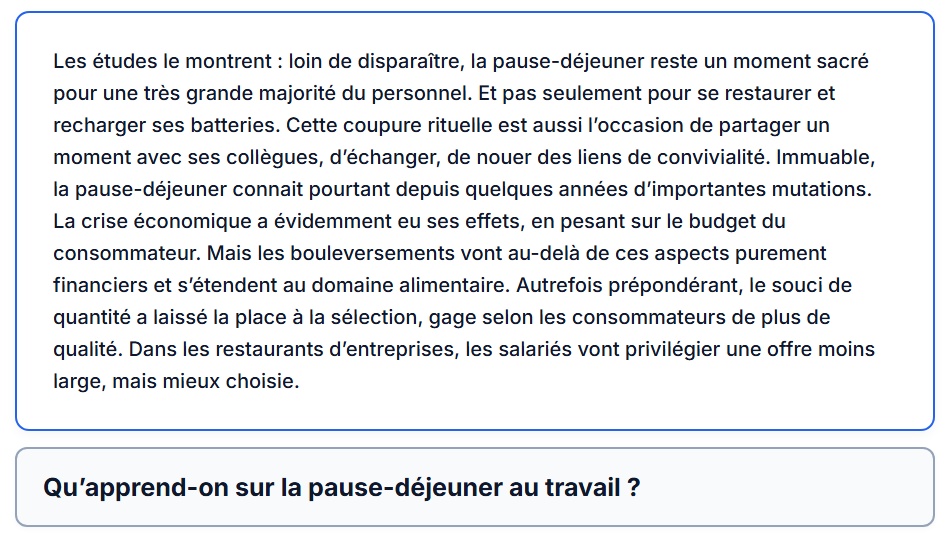 Les études le montrent : loin de disparaître, la pause-déjeuner reste un moment sacré
pour une très grande majorité du personnel. Et pas seulement pour se restaurer et
recharger ses batteries. Cette coupure rituelle est aussi l’occasion de partager un
moment avec ses collègues, d’échanger, de nouer des liens de convivialité. Immuable,
la pause-déjeuner connait pourtant depuis quelques années d’importantes mutations.
La crise économique a évidemment eu ses effets, en pesant sur le budget du
consommateur. Mais les bouleversements vont au-delà de ces aspects purement
financiers et s’étendent au domaine alimentaire. Autrefois prépondérant, le souci de
quantité a laissé la place à la sélection, gage selon les consommateurs de plus de
qualité. Dans les restaurants d’entreprises, les salariés vont privilégier une offre moins
large, mais mieux choisie.
Qu’apprend-on sur la pause-déjeuner au travail ?